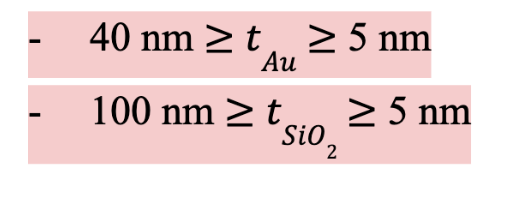 - 40 nm ≥ t_Au ≥ 5 nm
- 100 nm ≥ t_SiO₂ ≥ 5 nm